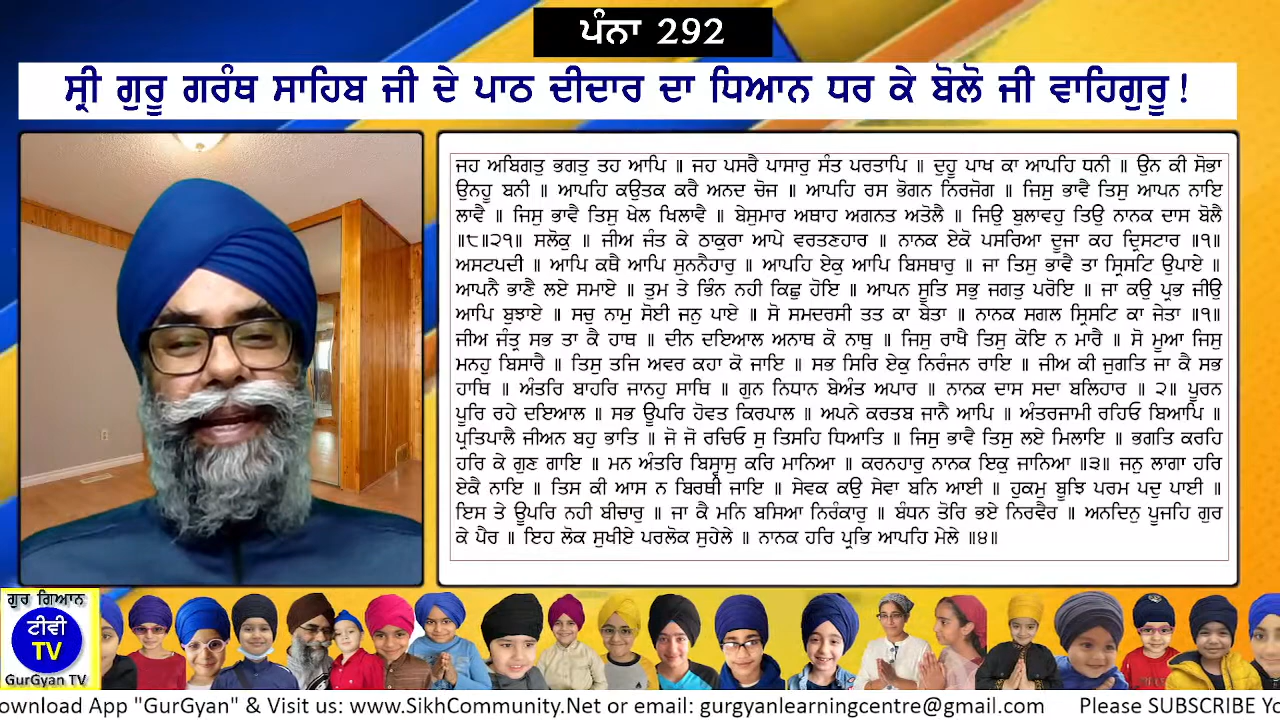 ਪੰਨਾ 292
ਸ੍ਰੀ ਗੁਰੂ ਗਰੰਥ ਸਾਹਿਬ ਜੀ ਦੇ ਪਾਠ ਦੀਦਾਰ ਦਾ ਧਿਆਨ ਧਰ ਕੇ ਬੋਲੋ ਜੀ ਵਾਹਿਗੁਰੂ!
ਜਹ ਅਬਿਗਤੁ ਭਗਤੁ ਤਹ ਆਪਿ ॥ ਜਹ ਪਸਰੈ ਪਾਸਾਰੁ ਸੰਤ ਪਰਤਾਪਿ ॥ ਦੁਹੂ ਪਾਖ ਕਾ ਆਪਹਿ ਧਨੀ ॥ ਉਨ ਕੀ ਸੋਭਾ
ਉਨਹੂ ਬਨੀ ॥ ਆਪਹਿ ਕਉਤਕ ਕਰੈ ਅਨਦ ਚੋਜ ॥ ਆਪਹਿ ਰਸ ਭੋਗਨ ਨਿਰਜੋਗ ॥ ਜਿਸੁ ਭਾਵੈ ਤਿਸੁ ਆਪਨ ਨਾਇ
ਲਾਵੈ ॥ ਜਿਸੁ ਭਾਵੈ ਤਿਸੁ ਖੇਲ ਖਿਲਾਵੈ ॥ ਬੇਸੁਮਾਰ ਅਥਾਹ ਅਗਨਤ ਅਤੋਲੈ ॥ ਜਿਉ ਬੁਲਾਵਹੁ ਤਿਉ ਨਾਨਕ ਦਾਸ ਬੋਲੈ
॥੮॥੨੧॥ ਸਲੋਕੁ ॥ ਜੀਅ ਜੰਤ ਕੇ ਠਾਕੁਰਾ ਆਪੇ ਵਰਤਣਹਾਰ ॥ ਨਾਨਕ ਏਕੋ ਪਸਰਿਆ ਦੂਜਾ ਕਹ ਦ੍ਰਿਸਟਾਰ ॥੧॥
ਅਸਟਪਦੀ ॥ ਆਪਿ ਕਥੈ ਆਪਿ ਸੁਨਨੈਹਾਰੁ ॥ ਆਪਹਿ ਏਕੁ ਆਪਿ ਬਿਸਥਾਰੁ ॥ ਜਾ ਤਿਸੁ ਭਾਵੈ ਤਾ ਸ੍ਰਿਸਟਿ ਉਪਾਏ ॥
ਆਪਨੈ ਭਾਣੈ ਲਏ ਸਮਾਏ ॥ ਤੁਮ ਤੇ ਭਿੰਨ ਨਹੀ ਕਿਛੁ ਹੋਇ ॥ ਆਪਨ ਸੂਤਿ ਸਭੁ ਜਗਤੁ ਪਰੋਇ ॥ ਜਾ ਕਉ ਪ੍ਰਭ ਜੀਉ
ਆਪਿ ਬੁਝਾਏ ॥ ਸਚੁ ਨਾਮੁ ਸੋਈ ਜਨੁ ਪਾਏ ॥ ਸੋ ਸਮਦਰਸੀ ਤਤ ਕਾ ਬੇਤਾ ॥ ਨਾਨਕ ਸਗਲ ਸ੍ਰਿਸਟਿ ਕਾ ਜੇਤਾ ॥੧॥
ਜੀਅ ਜੰਤ੍ਰ ਸਭ ਤਾ ਕੈ ਹਾਥ ॥ ਦੀਨ ਦਇਆਲ ਅਨਾਥ ਕੋ ਨਾਥੁ ॥ ਜਿਸੁ ਰਾਖੈ ਤਿਸੁ ਕੋਇ ਨ ਮਾਰੈ ॥ ਸੋ ਮੂਆ ਜਿਸੁ
ਮਨਹੁ ਬਿਸਾਰੈ ॥ ਤਿਸੁ ਤਜਿ ਅਵਰ ਕਹਾ ਕੋ ਜਾਇ ॥ ਸਭ ਸਿਰਿ ਏਕੁ ਨਿਰੰਜਨ ਰਾਇ ॥ ਜੀਅ ਕੀ ਜੁਗਤਿ ਜਾ ਕੈ ਸਭ
ਹਾਥਿ ॥ ਅੰਤਰਿ ਬਾਹਰਿ ਜਾਨਹੁ ਸਾਥਿ ॥ ਗੁਨ ਨਿਧਾਨ ਬੇਅੰਤ ਅਪਾਰ ॥ ਨਾਨਕ ਦਾਸ ਸਦਾ ਬਲਿਹਾਰ ॥ ੨॥ ਪੂਰਨ
ਪੂਰਿ ਰਹੇ ਦਇਆਲ ॥ ਸਭ ਊਪਰਿ ਹੋਵਤ ਕਿਰਪਾਲ ॥ ਅਪਨੇ ਕਰਤਬ ਜਾਨੈ ਆਪਿ ॥ ਅੰਤਰਜਾਮੀ ਰਹਿਓ ਬਿਆਪਿ ॥
ਪ੍ਰਤਿਪਾਲੈ ਜੀਅਨ ਬਹੁ ਭਾਤਿ ॥ ਜੋ ਜੋ ਰਚਿਓ ਸੁ ਤਿਸਹਿ ਧਿਆਤਿ ॥ ਜਿਸੁ ਭਾਵੈ ਤਿਸੁ ਲਏ ਮਿਲਾਇ ॥ ਭਗਤਿ ਕਰਹਿ
ਹਰਿ ਕੇ ਗੁਣ ਗਾਇ ॥ ਮਨ ਅੰਤਰਿ ਬਿਸ੍ਵਾਸੁ ਕਰਿ ਮਾਨਿਆ ॥ ਕਰਨਹਾਰੁ ਨਾਨਕ ਇਕੁ ਜਾਨਿਆ ॥੩॥ ਜਨੁ ਲਾਗਾ ਹਰਿ
ਏਕੈ ਨਾਇ ॥ ਤਿਸ ਕੀ ਆਸ ਨ ਬਿਰਥੀ ਜਾਇ ॥ ਸੇਵਕ ਕਉ ਸੇਵਾ ਬਨਿ ਆਈ ॥ ਹੁਕਮੁ ਬੂਝਿ ਪਰਮ ਪਦੁ ਪਾਈ ॥
ਇਸ ਤੇ ਊਪਰਿ ਨਹੀ ਬੀਚਾਰੁ ॥ ਜਾ ਕੈ ਮਨਿ ਬਸਿਆ ਨਿਰੰਕਾਰੁ ॥ ਬੰਧਨ ਤੋਰਿ ਭਏ ਨਿਰਵੈਰ ॥ ਅਨਦਿਨੁ ਪੂਜਹਿ ਗੁਰ
ਕੇ ਪੈਰ ॥ ਇਹ ਲੋਕ ਸੁਖੀਏ ਪਰਲੋਕ ਸੁਹੇਲੇ ॥ ਨਾਨਕ ਹਰਿ ਪ੍ਰਭਿ ਆਪਹਿ ਮੇਲੇ ॥੪॥
ਗੁਰ ਗਿਆਨ
ਟੀਵੀ
TV
GurGyan TV
ownload App "GurGyan" & Visit us: www.SikhCommunity.Net or email: gurgyanlearningcentre@gmail.com Please SUBSCRIBE Yo